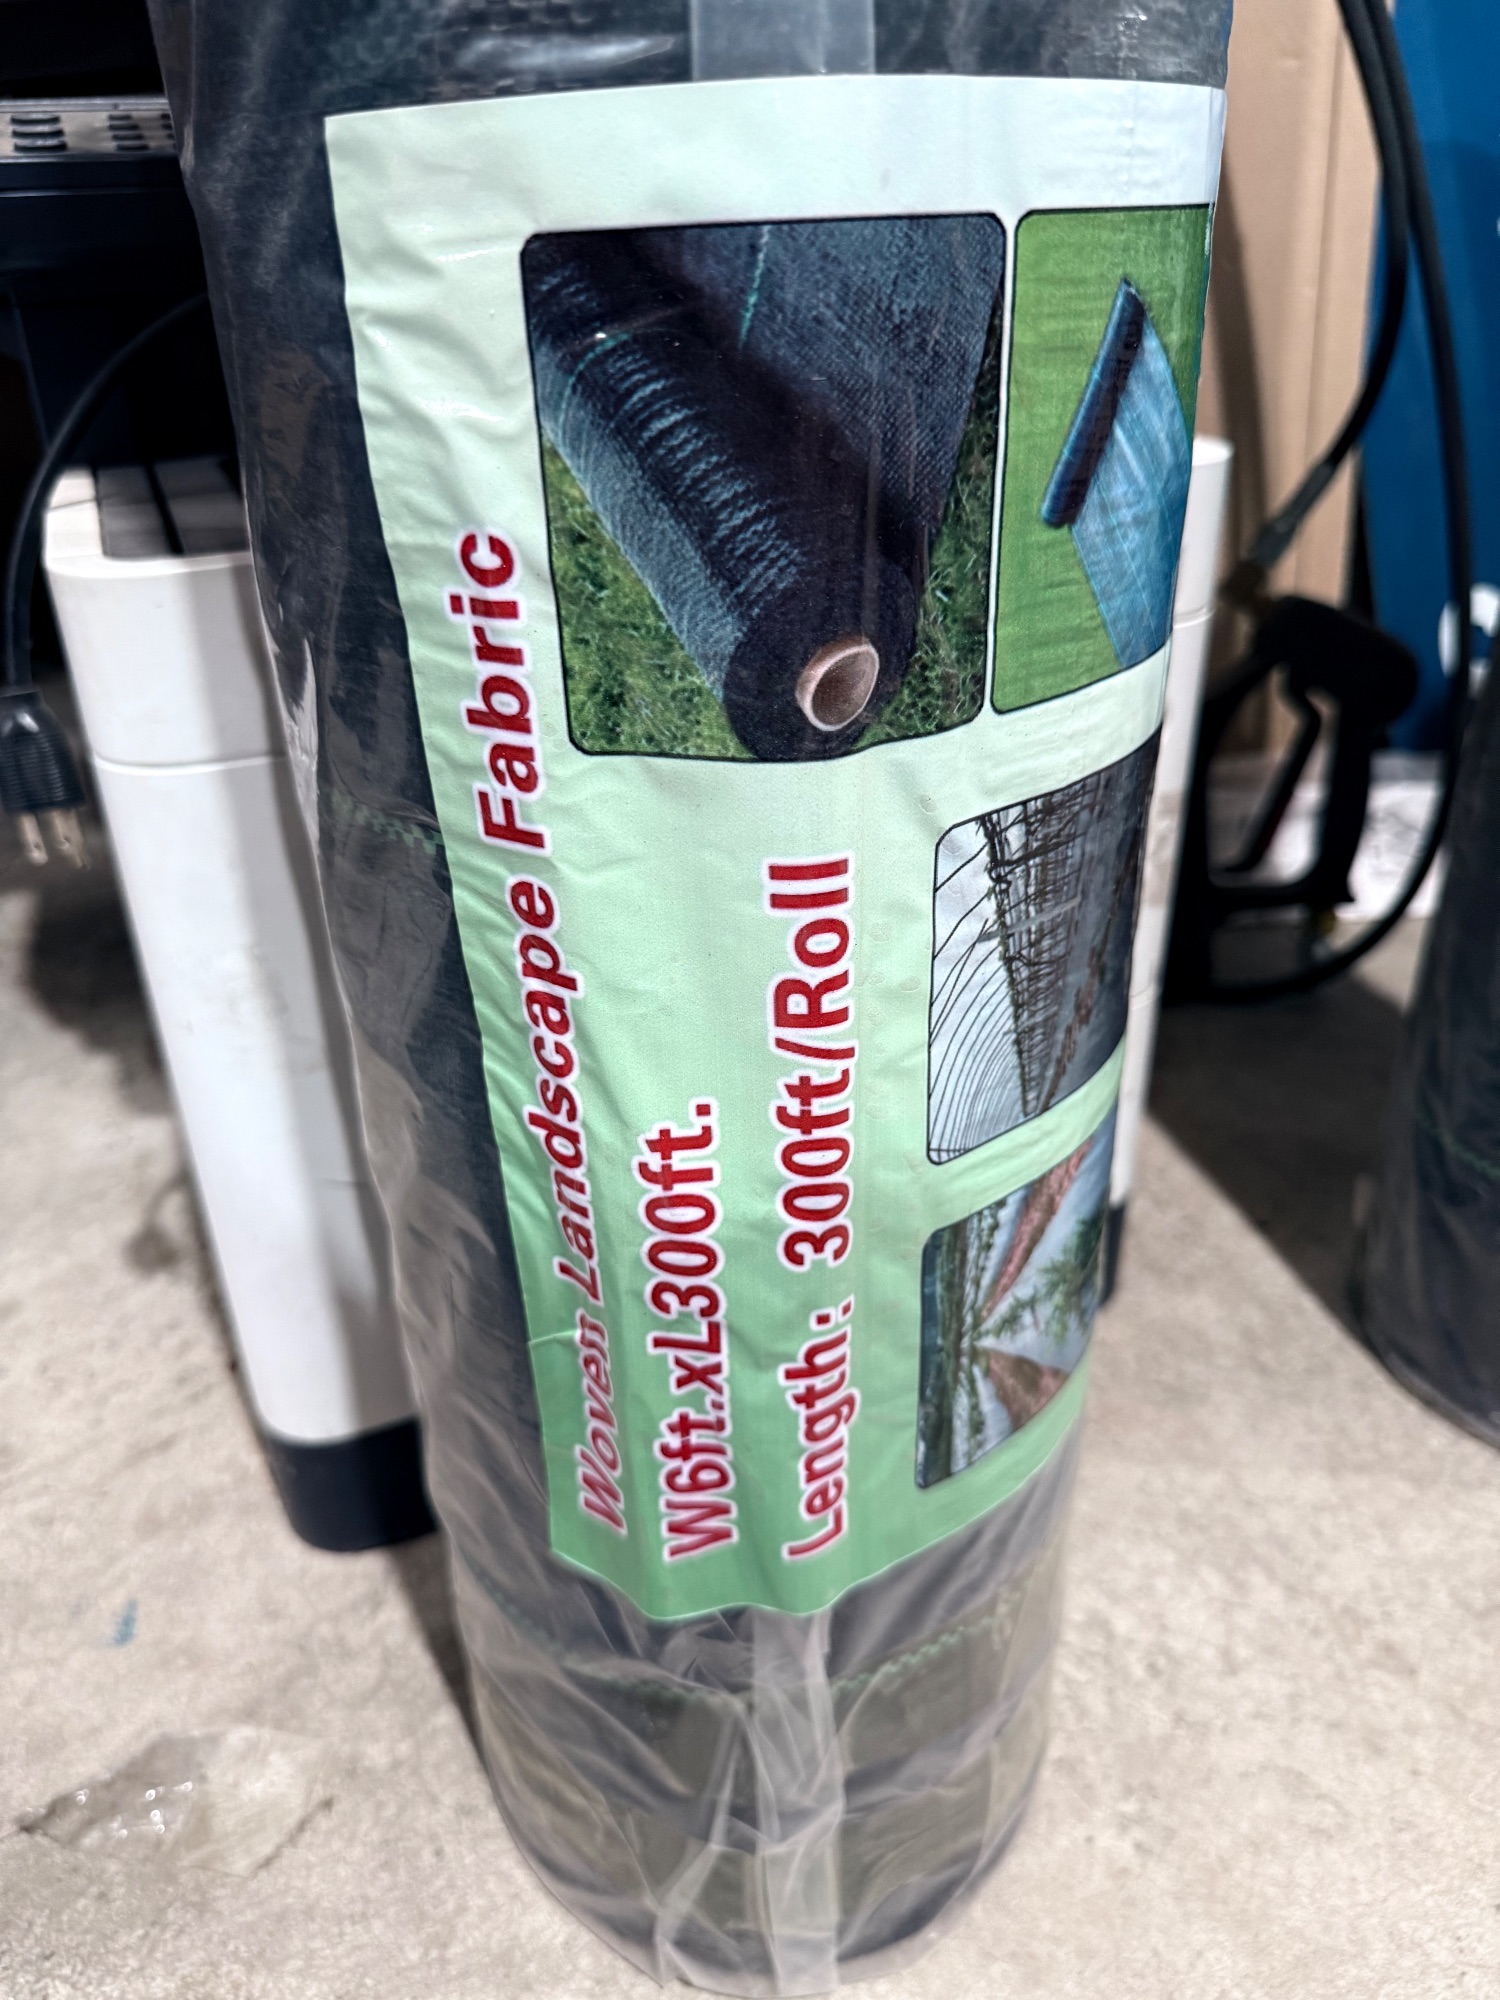 Woven Landscape Fabric
W6ft.xL300ft.
Length: 300ft/Roll